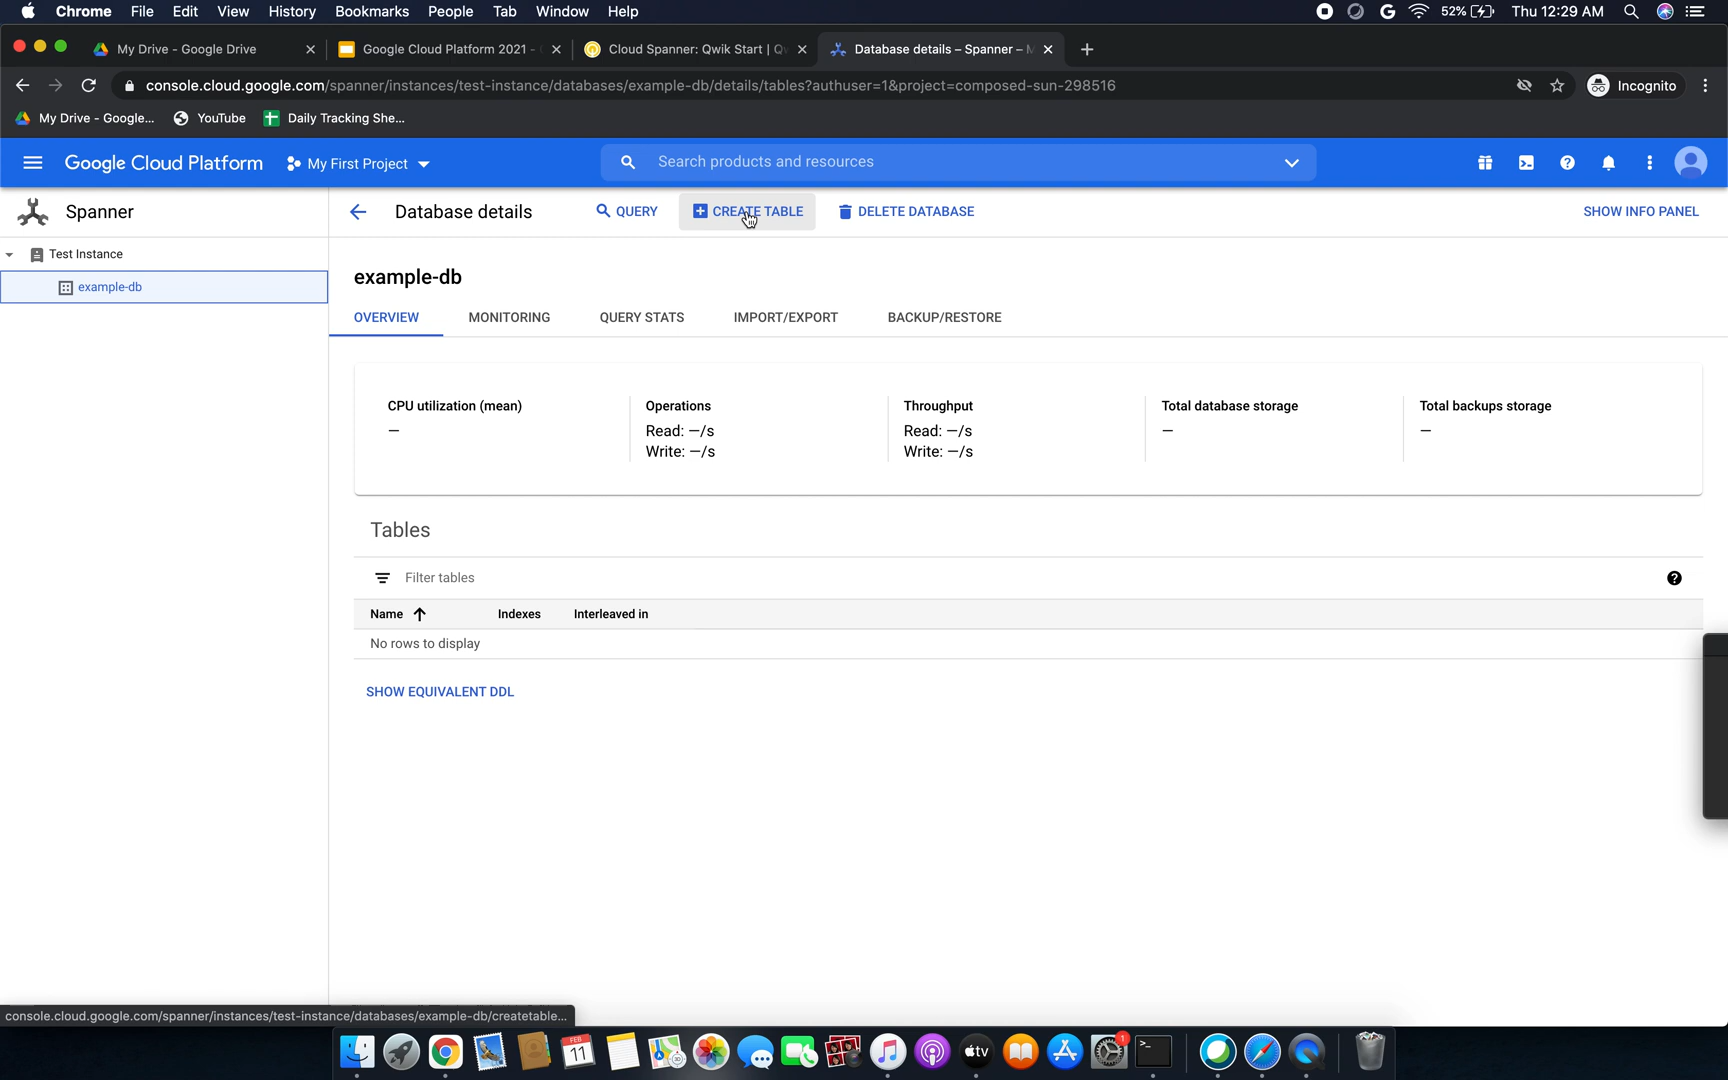 Chrome File Edit View History Bookmarks People Tab Window Help 52% Thu 12:29 AM
My Drive - Google Drive Google Cloud Platform 2021 - Cloud Spanner: Qwik Start | Qw Database details – Spanner – M
console.cloud.google.com/spanner/instances/test-instance/databases/example-db/details/tables?authuser=1&project=composed-sun-298516 Incognito
My Drive - Google... YouTube Daily Tracking She...
Google Cloud Platform My First Project Search products and resources
Spanner Database details QUERY CREATE TABLE DELETE DATABASE SHOW INFO PANEL
Test Instance
example-db
example-db
OVERVIEW MONITORING QUERY STATS IMPORT/EXPORT BACKUP/RESTORE
CPU utilization (mean) Operations Throughput Total database storage Total backups storage
— Read: —/s Read: —/s — —
Write: —/s Write: —/s
Tables
Filter tables
Name Indexes Interleaved in
No rows to display
SHOW EQUIVALENT DDL
console.cloud.google.com/spanner/instances/test-instance/databases/example-db/createtable...
FEB
11
tv
1